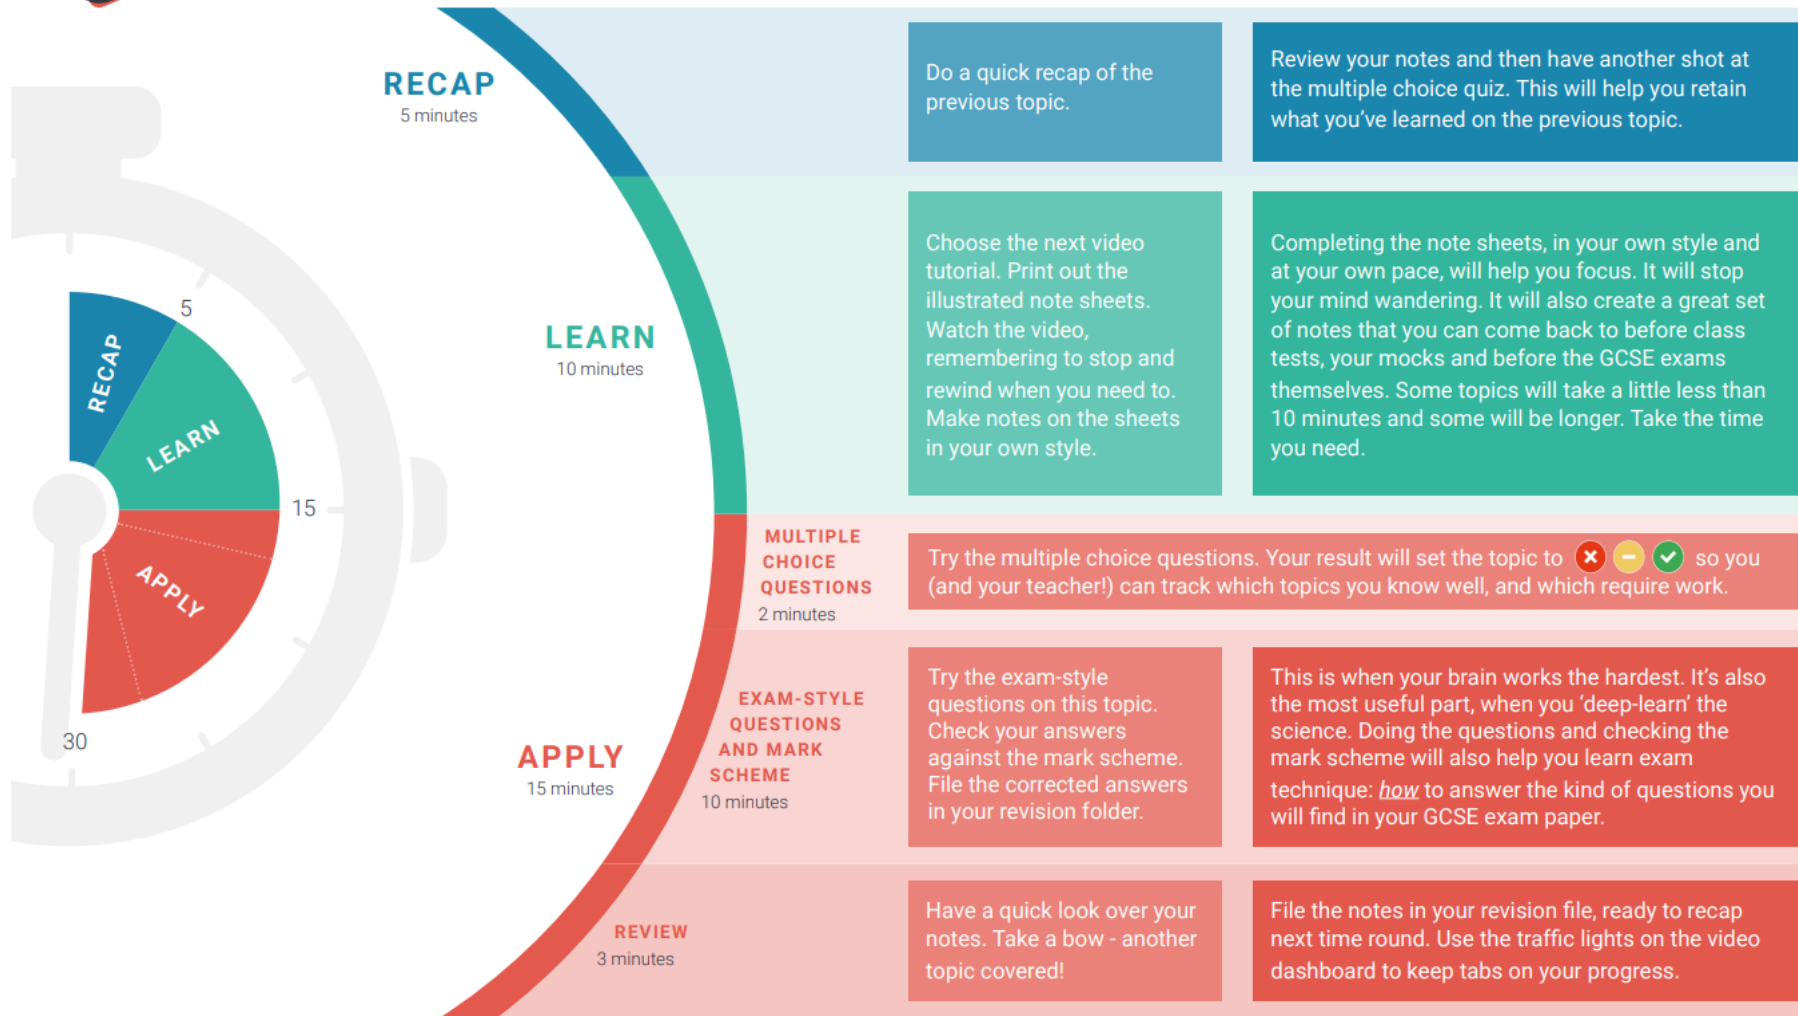 RECAP
5 minutes
Do a quick recap of the
previous topic.
Review your notes and then have another shot at
the multiple choice quiz. This will help you retain
what you've learned on the previous topic.
5
RECAP
LEARN
15
APPLY
30
LEARN
10 minutes
Choose the next video
tutorial. Print out the
illustrated note sheets.
Watch the video,
remembering to stop and
rewind when you need to.
Make notes on the sheets
in your own style.
Completing the note sheets, in your own style and
at your own pace, will help you focus. It will stop
your mind wandering. It will also create a great set
of notes that you can come back to before class
tests, your mocks and before the GCSE exams
themselves. Some topics will take a little less than
10 minutes and some will be longer. Take the time
you need.
APPLY
15 minutes
MULTIPLE
CHOICE
QUESTIONS
2 minutes
Try the multiple choice questions. Your result will set the topic to so you
(and your teacher!) can track which topics you know well, and which require work.
EXAM-STYLE
QUESTIONS
AND MARK
SCHEME
10 minutes
Try the exam-style
questions on this topic.
Check your answers
against the mark scheme.
File the corrected answers
in your revision folder.
This is when your brain works the hardest. It's also
the most useful part, when you 'deep-learn' the
science. Doing the questions and checking the
mark scheme will also help you learn exam
technique: how to answer the kind of questions you
will find in your GCSE exam paper.
REVIEW
3 minutes
Have a quick look over your
notes. Take a bow - another
topic covered!
File the notes in your revision file, ready to recap
next time round. Use the traffic lights on the video
dashboard to keep tabs on your progress.